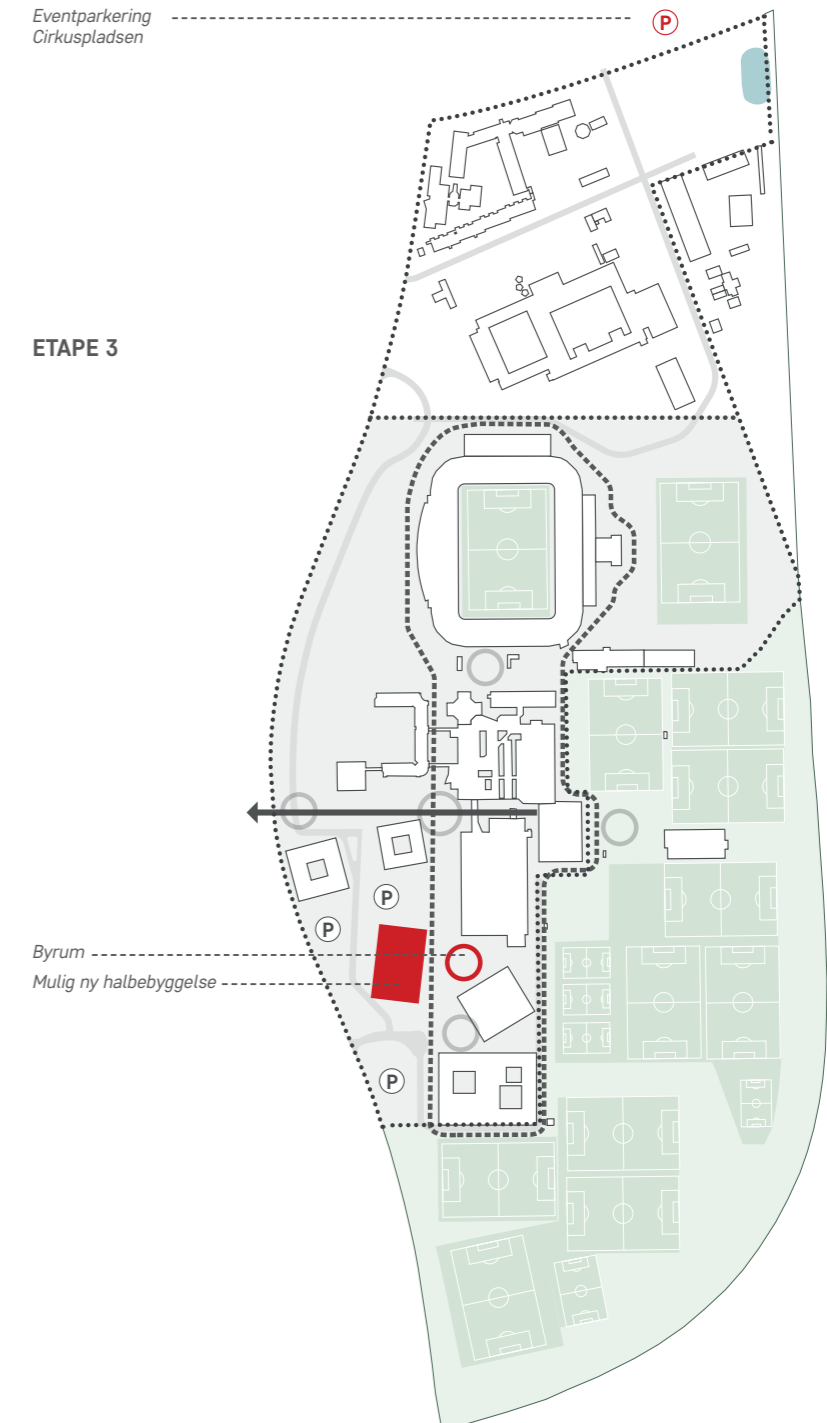 Eventparkering
Cirkuspladsen
P
ETAPE 3
P
P
Byrum
Mulig ny halbebyggelse
P